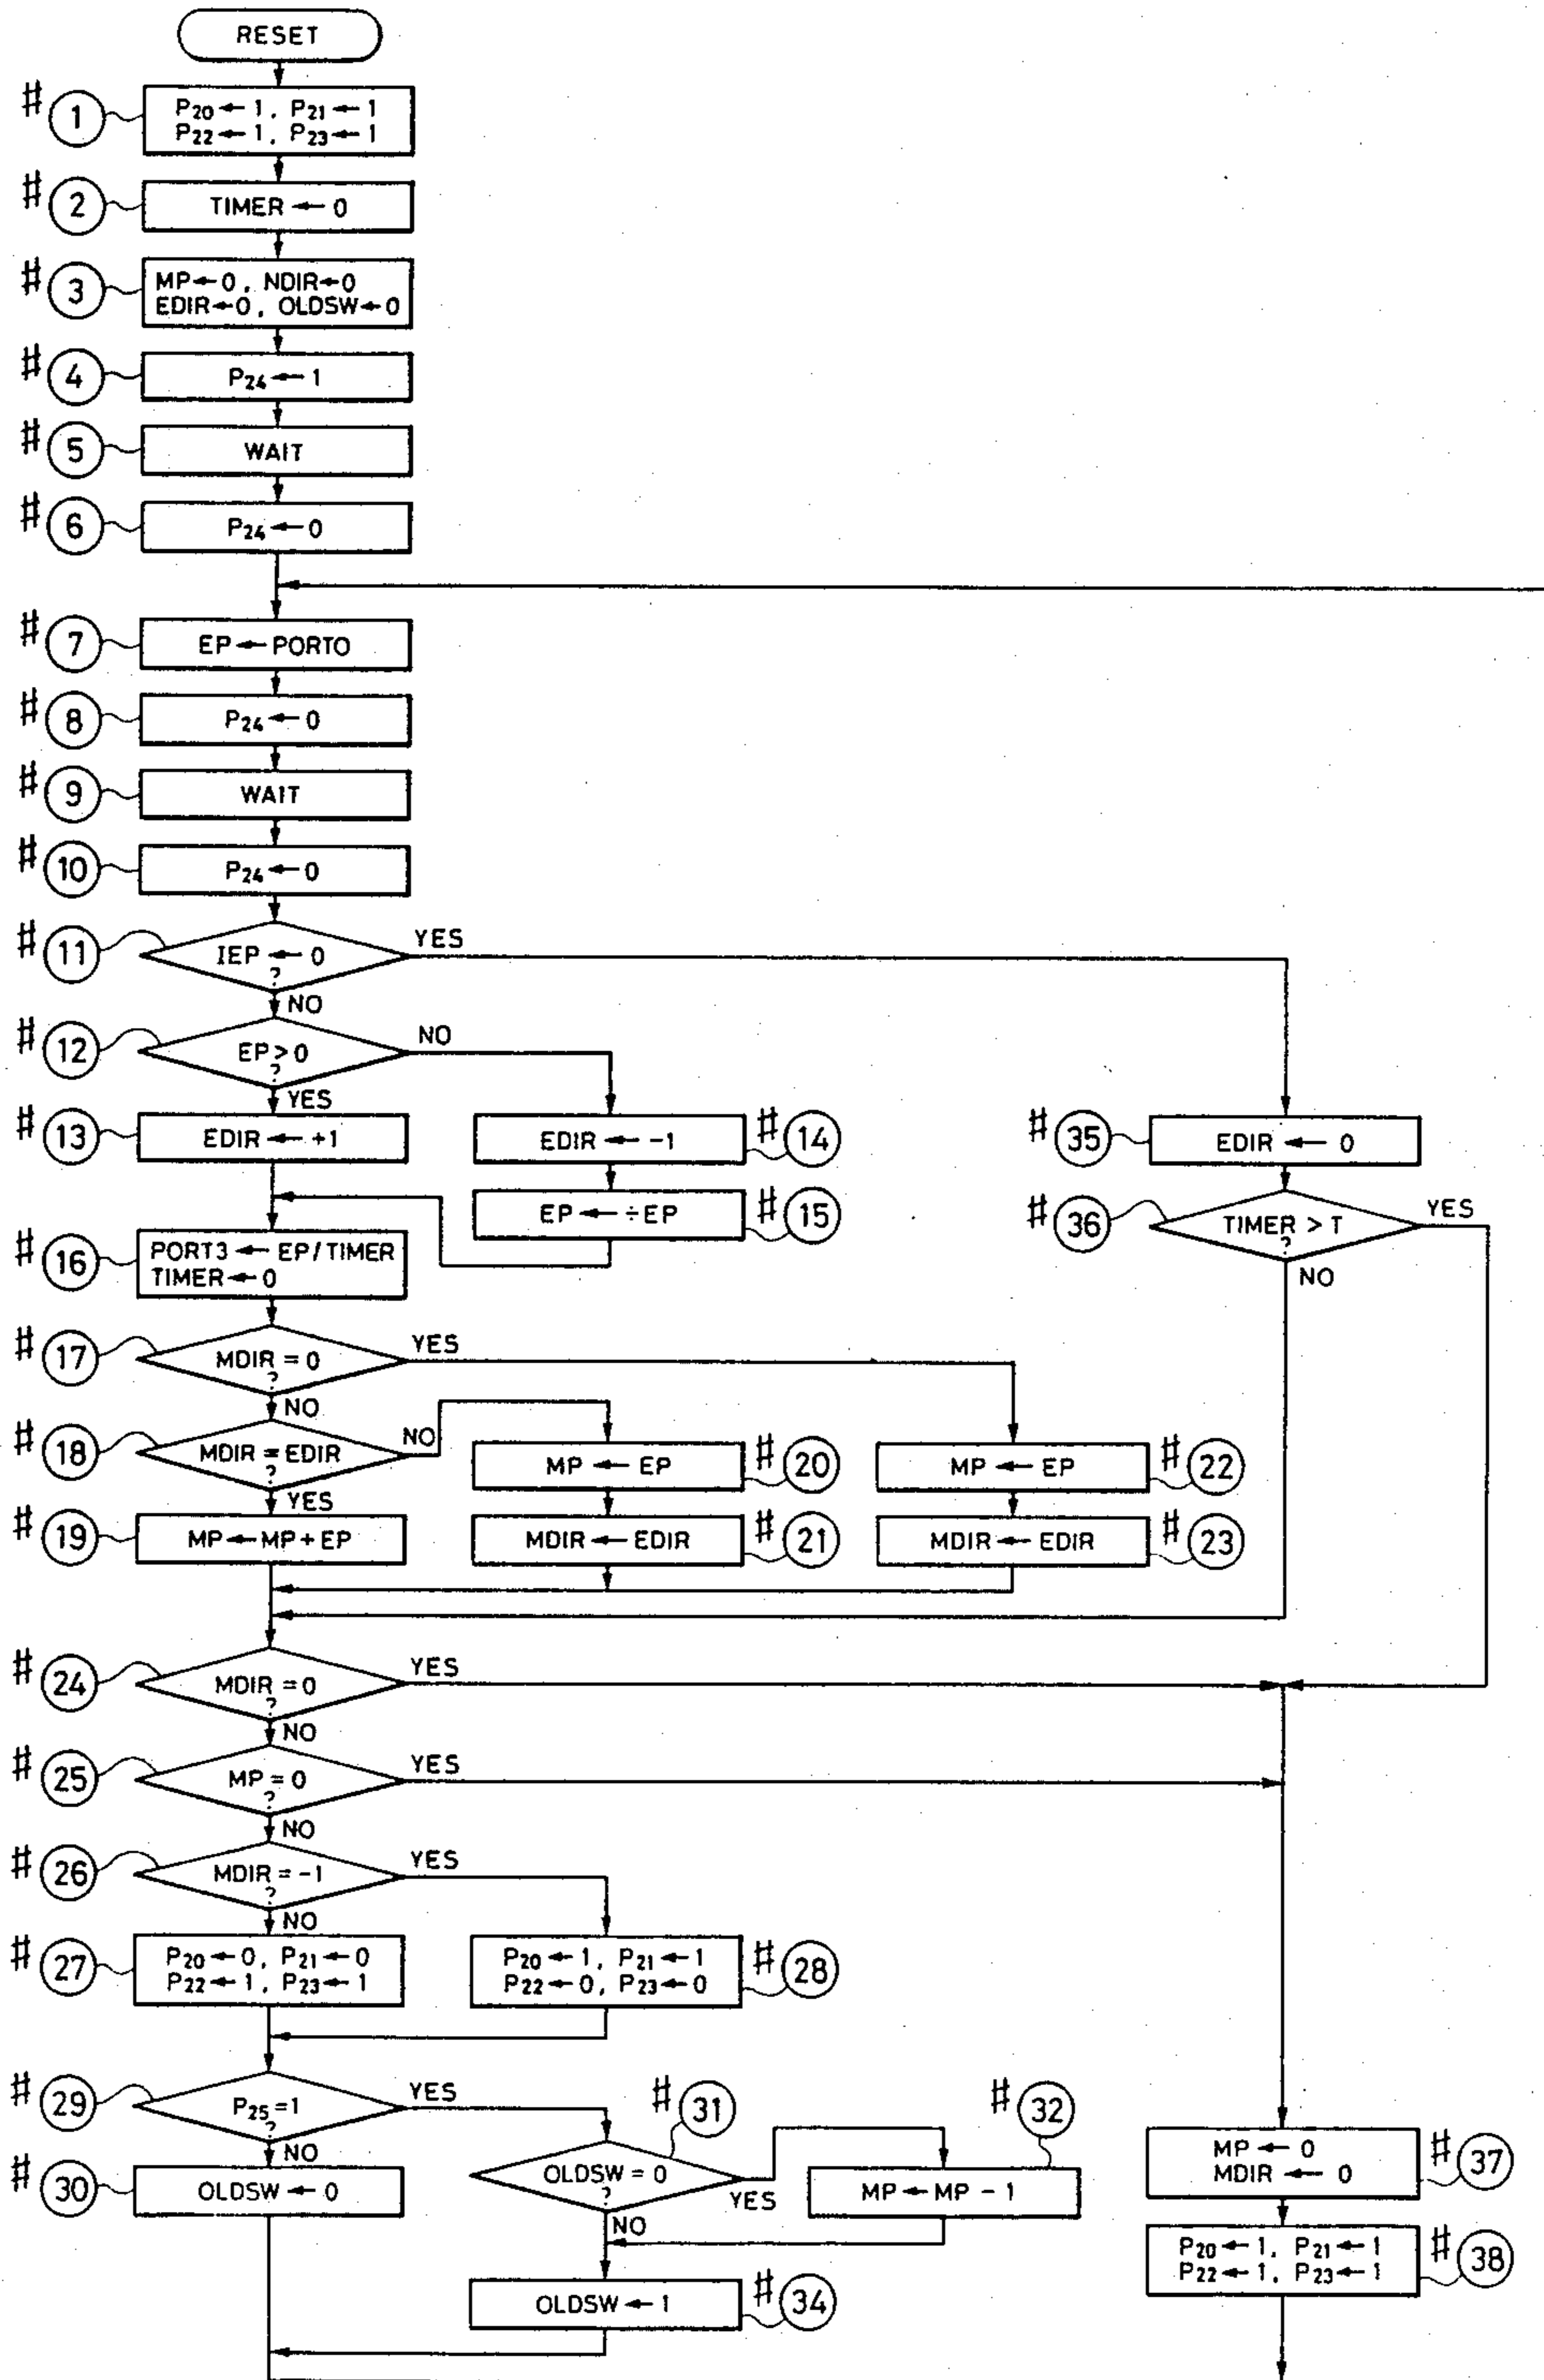 RESET
# 1
P20 ← 1, P21 ← 1
P22 ← 1, P23 ← 1
# 2
TIMER ← 0
# 3
MP ← 0, NDIR ← 0
EDIR ← 0, OLDSW ← 0
# 4
P24 ← 1
# 5
WAIT
# 6
P24 ← 0
# 7
EP ← PORTO
# 8
P24 ← 0
# 9
WAIT
# 10
P24 ← 0
# 11
IEP ← 0
?
YES
NO
# 12
EP > 0
?
NO
YES
# 13
EDIR ← +1
EDIR ← -1
# 14
# 35
EDIR ← 0
EP ← ÷EP
# 15
# 36
TIMER > T
?
YES
NO
# 16
PORT3 ← EP/TIMER
TIMER ← 0
# 17
MDIR = 0
?
YES
NO
# 18
MDIR = EDIR
?
NO
YES
MP ← EP
# 20
MP ← EP
# 22
# 19
MP ← MP + EP
MDIR ← EDIR
# 21
MDIR ← EDIR
# 23
# 24
MDIR = 0
?
YES
NO
# 25
MP = 0
?
YES
NO
# 26
MDIR = -1
?
YES
NO
# 27
P20 ← 0, P21 ← 0
P22 ← 1, P23 ← 1
P20 ← 1, P21 ← 1
P22 ← 0, P23 ← 0
# 28
# 29
P25 = 1
?
YES
NO
# 31
OLDSW = 0
?
YES
NO
# 32
MP ← MP - 1
MP ← 0
MDIR ← 0
# 37
# 30
OLDSW ← 0
P20 ← 1, P21 ← 1
P22 ← 1, P23 ← 1
# 38
OLDSW ← 1
# 34